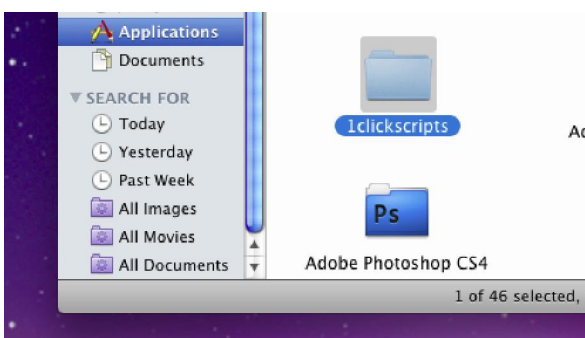 Applications
Documents
SEARCH FOR
Today
Yesterday
Past Week
All Images
All Movies
All Documents
1clickscripts
Ps
Adobe Photoshop CS4
1 of 46 selected,